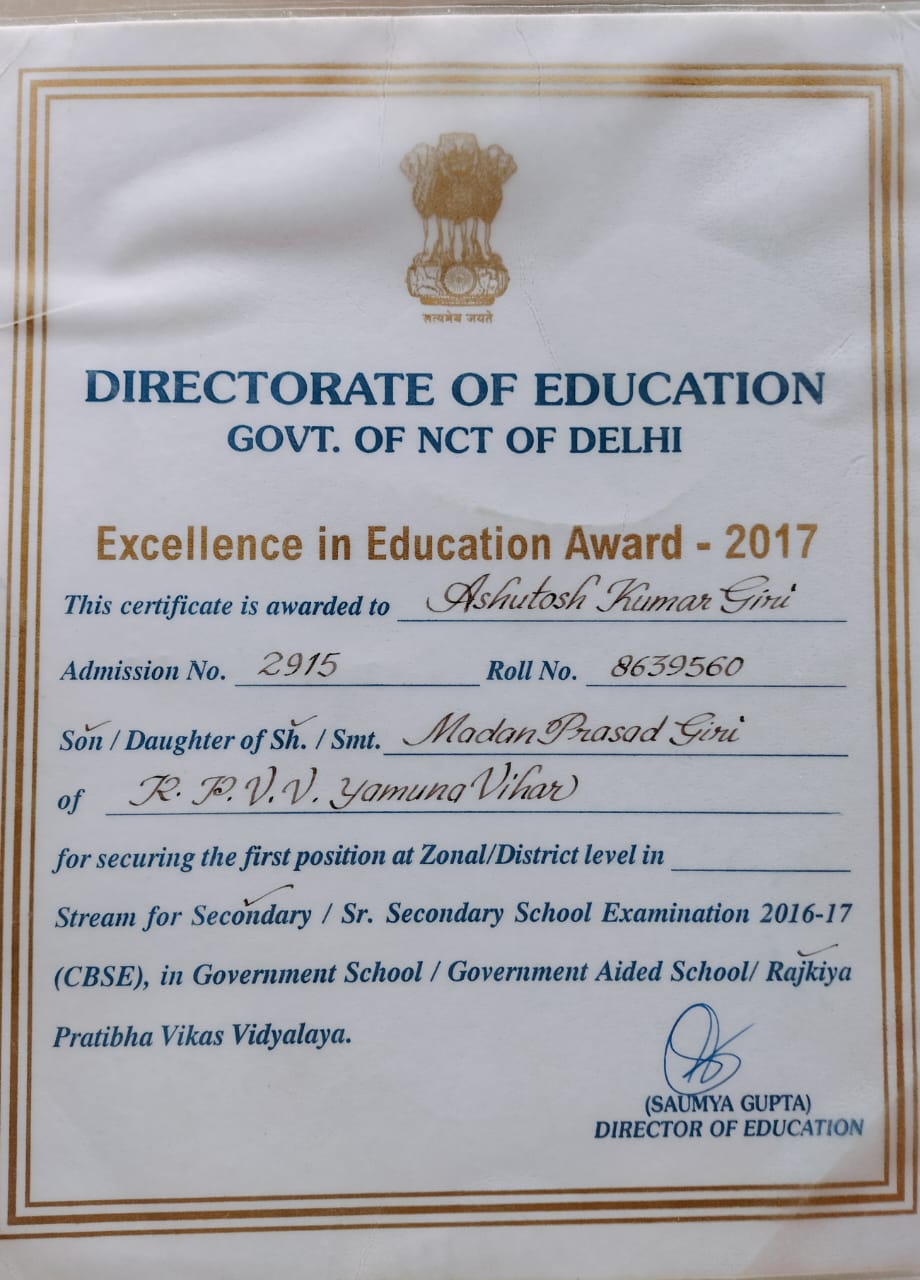 सत्यमेव जयते
DIRECTORATE OF EDUCATION
GOVT. OF NCT OF DELHI
Excellence in Education Award - 2017
This certificate is awarded to Ashutosh Kumar Giri
Admission No. 2915 Roll No. 8639560
Son / Daughter of Sh. / Smt. Madan Prasad Giri
of R. P. V. V. Yamuna Vihar
for securing the first position at Zonal/District level in
Stream for Secondary / Sr. Secondary School Examination 2016-17
(CBSE), in Government School / Government Aided School/ Rajkiya
Pratibha Vikas Vidyalaya.
(SAUMYA GUPTA)
DIRECTOR OF EDUCATION